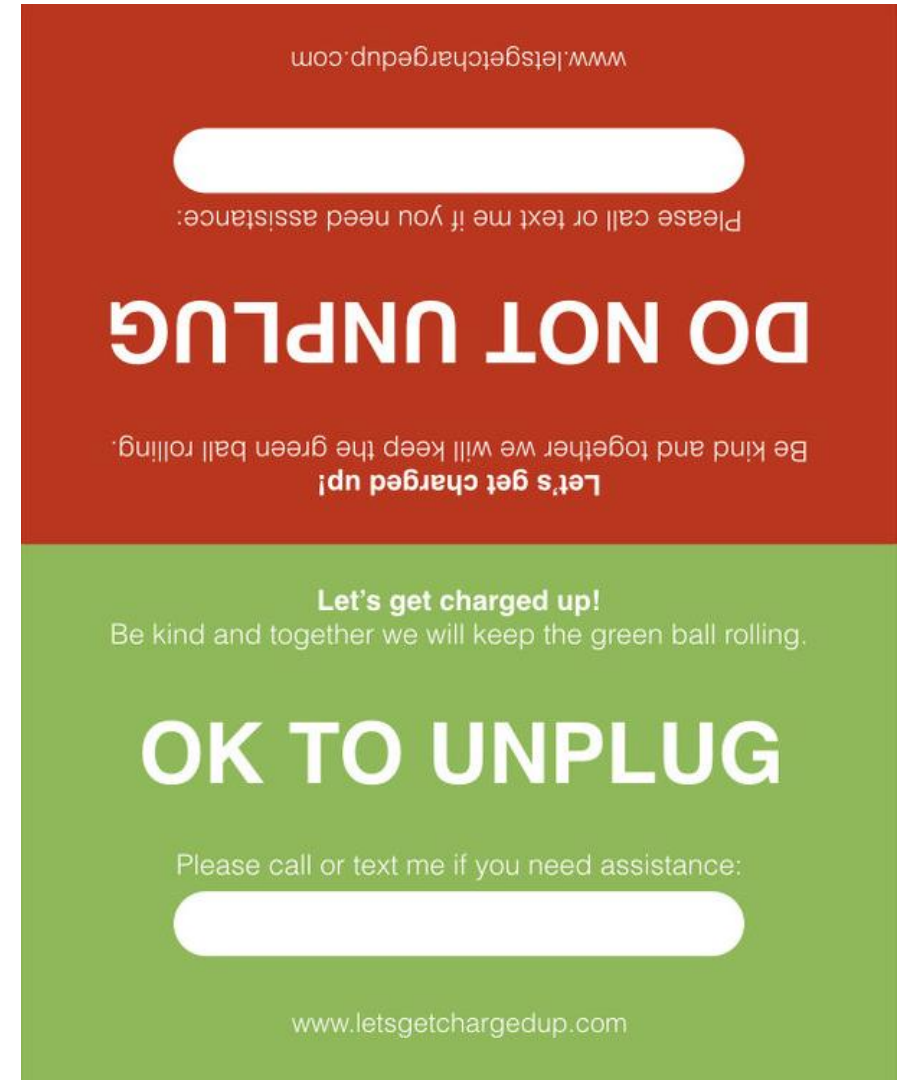 www.letsgetchargedup.com
Please call or text me if you need assistance:
DO NOT UNPLUG
Be kind and together we will keep the green ball rolling.
Let's get charged up!
Let's get charged up!
Be kind and together we will keep the green ball rolling.
OK TO UNPLUG
Please call or text me if you need assistance:
www.letsgetchargedup.com